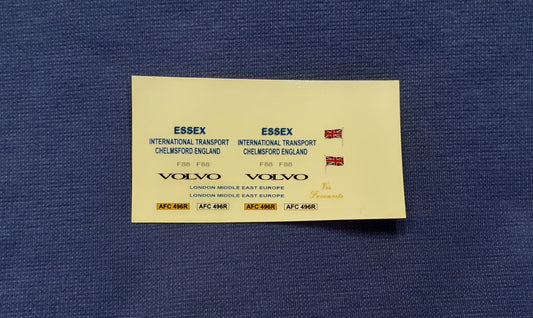 ESSEX ESSEX
INTERNATIONAL TRANSPORT INTERNATIONAL TRANSPORT
CHELMSFORD ENGLAND CHELMSFORD ENGLAND
F88 F88 F88 F88
VOLVO VOLVO
LONDON MIDDLE EAST EUROPE
LONDON MIDDLE EAST EUROPE
AFC 496R AFC 496R AFC 496R AFC 496R